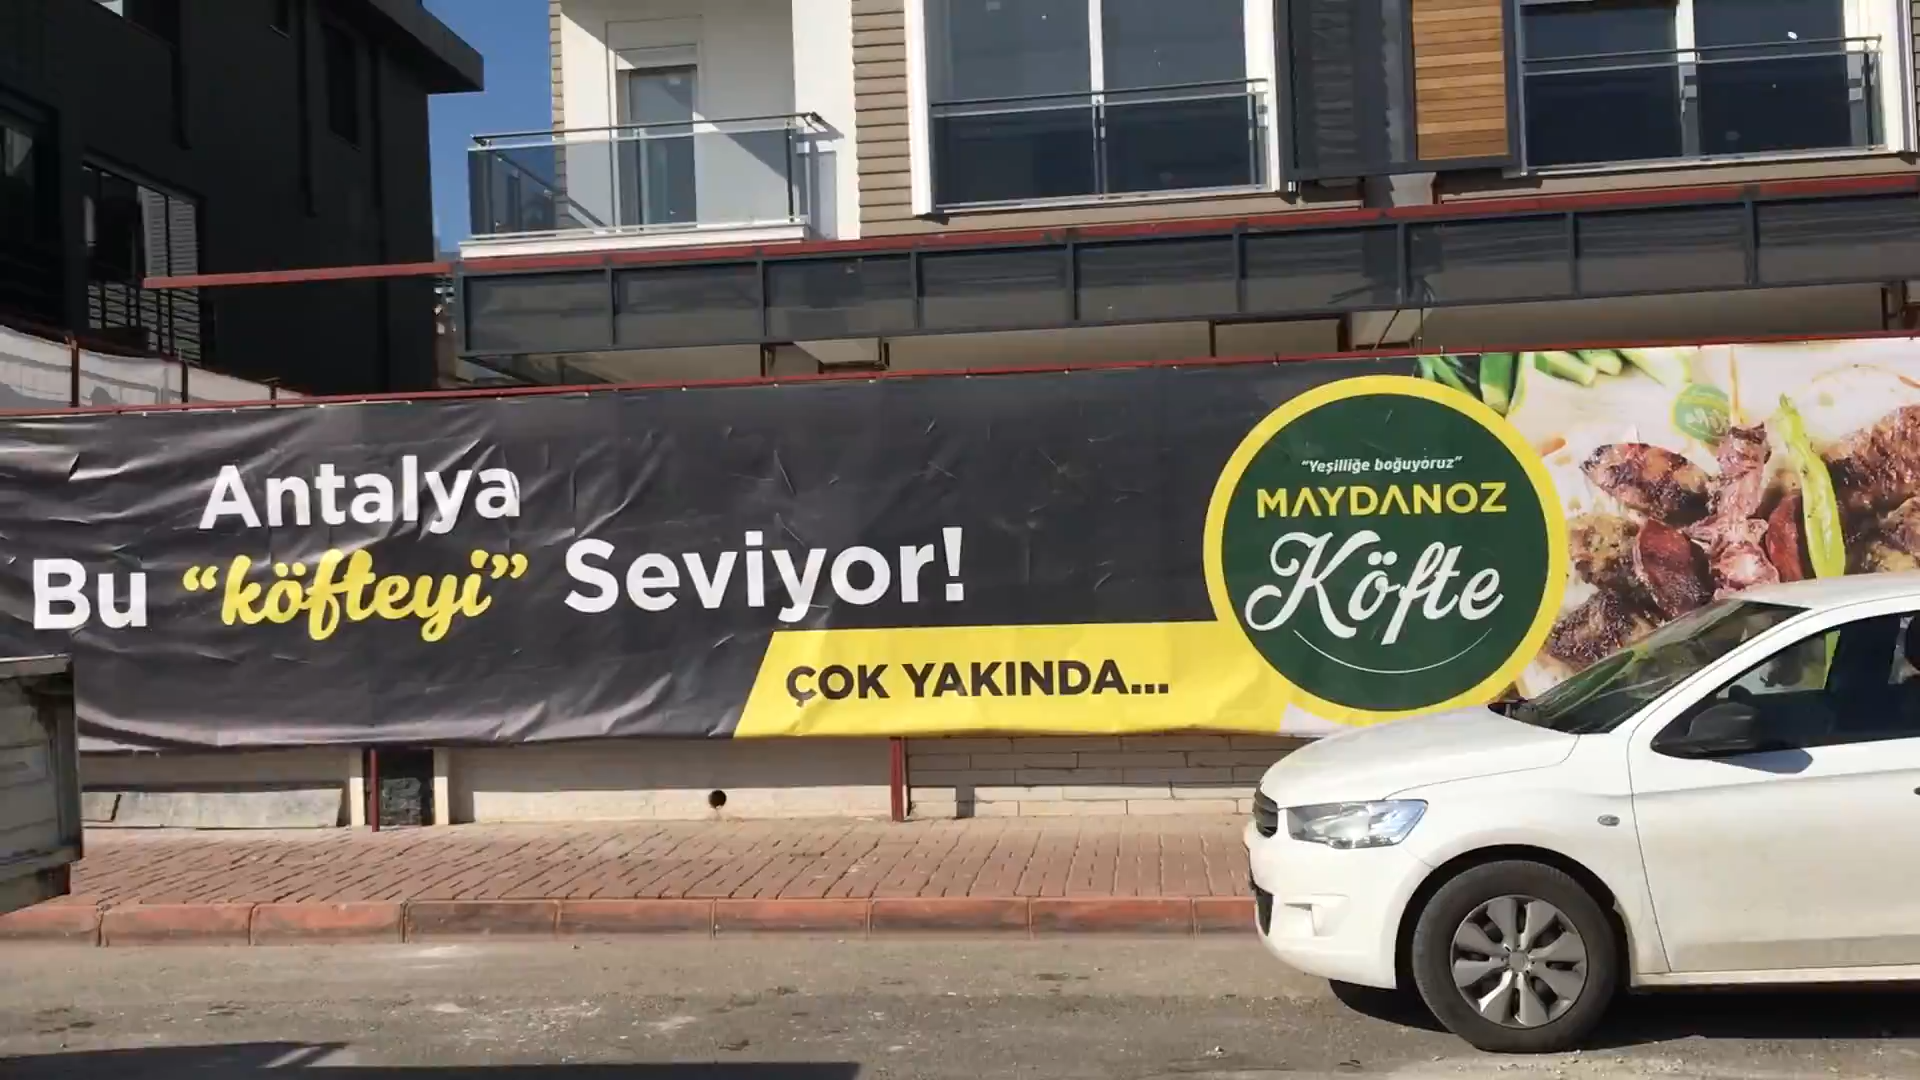 Antalya
Bu “köfteyi” Seviyor!
ÇOK YAKINDA...
“Yeşilliğe boğuyoruz”
MAYDANOZ
Köfte